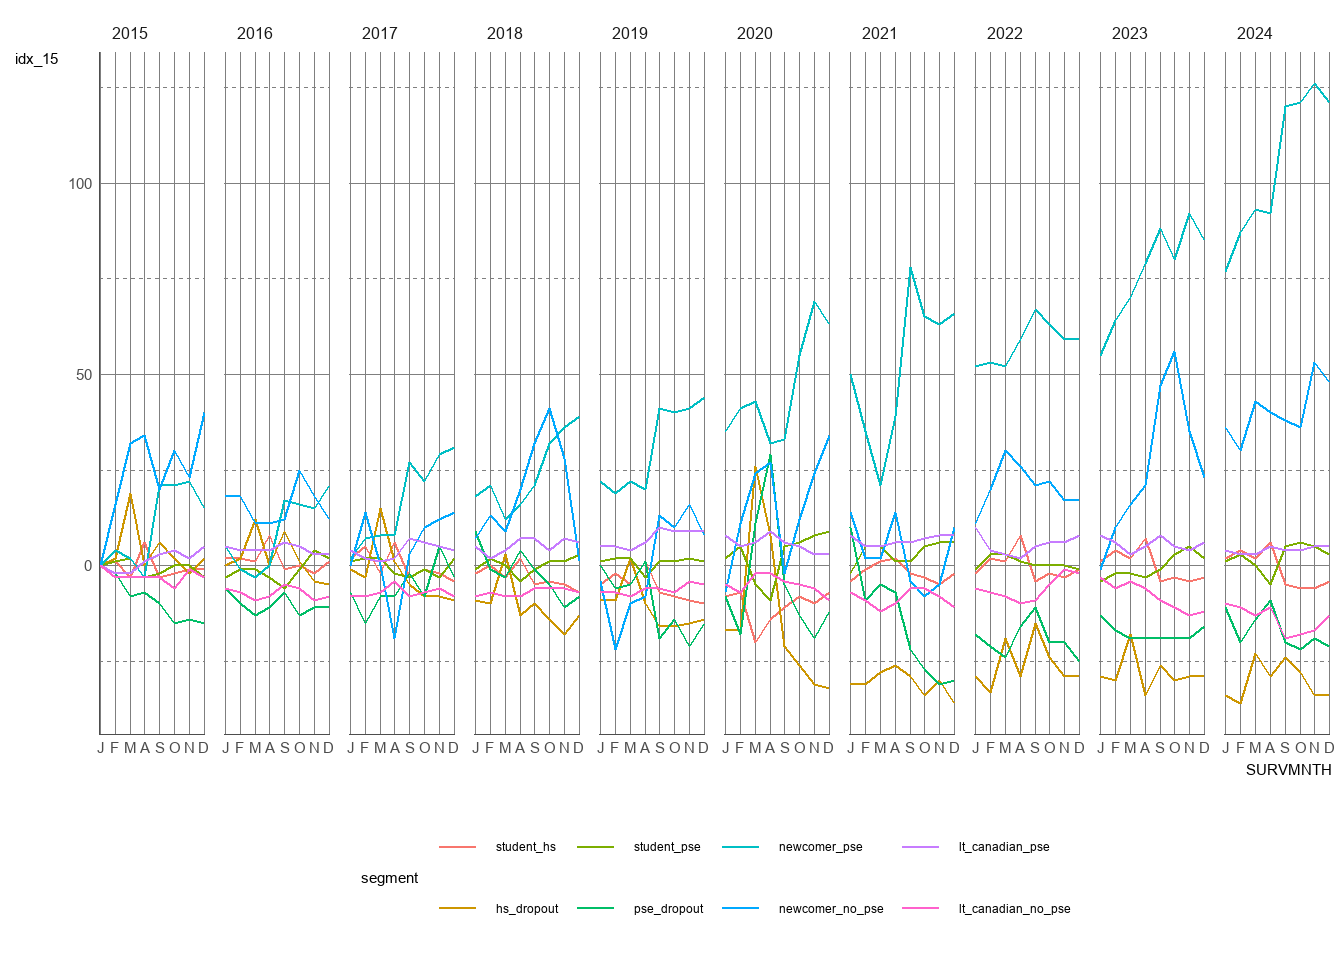 2015 2016 2017 2018 2019 2020 2021 2022 2023 2024
idx_15
100
50
0
J F M A S O N D J F M A S O N D J F M A S O N D J F M A S O N D J F M A S O N D J F M A S O N D J F M A S O N D J F M A S O N D J F M A S O N D J F M A S O N D
SURVMNTH
student_hs student_pse newcomer_pse lt_canadian_pse
segment
hs_dropout pse_dropout newcomer_no_pse lt_canadian_no_pse